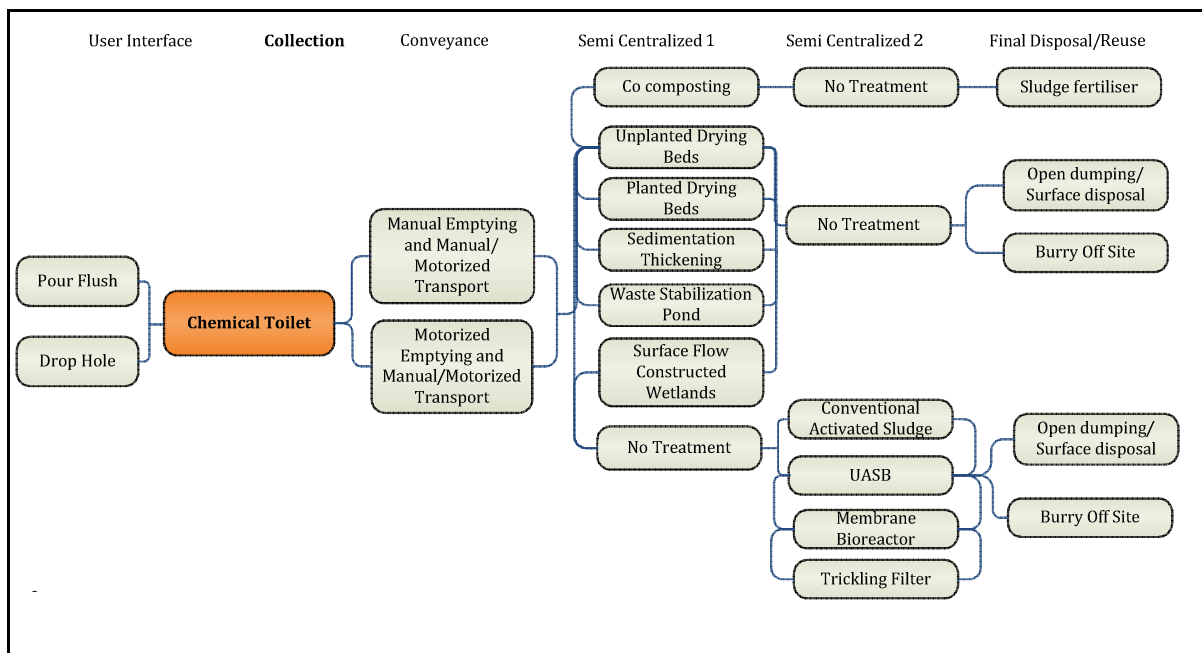 User Interface
Collection
Conveyance
Semi Centralized 1
Semi Centralized 2
Final Disposal/Reuse
Pour Flush
Drop Hole
Chemical Toilet
Manual Emptying
and Manual/
Motorized
Transport
Motorized
Emptying and
Manual/Motorized
Transport
Co composting
Unplanted Drying
Beds
Planted Drying
Beds
Sedimentation
Thickening
Waste Stabilization
Pond
Surface Flow
Constructed
Wetlands
No Treatment
No Treatment
No Treatment
Conventional
Activated Sludge
UASB
Membrane
Bioreactor
Trickling Filter
Sludge fertiliser
Open dumping/
Surface disposal
Burry Off Site
Open dumping/
Surface disposal
Burry Off Site
-